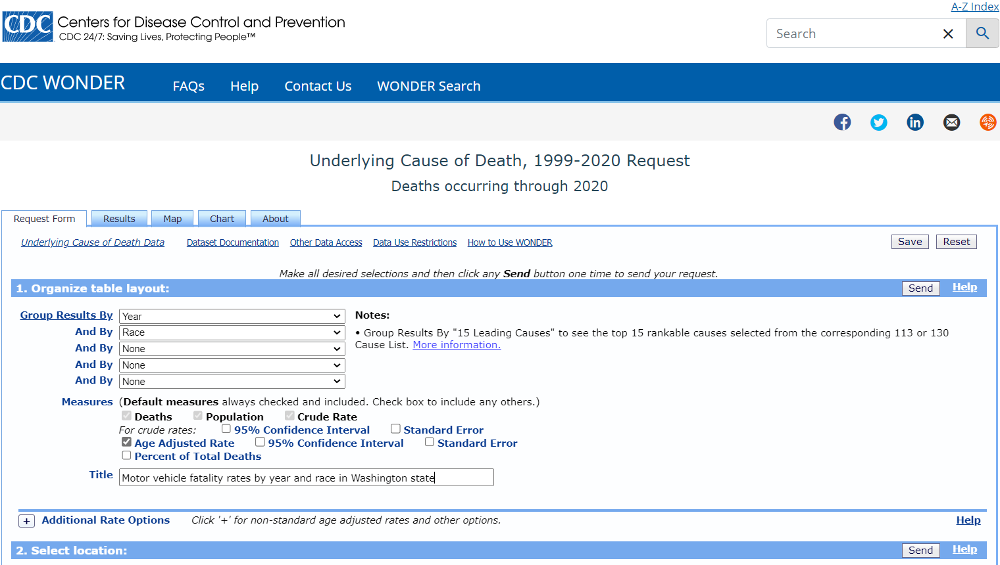 A-Z Index
CDC Centers for Disease Control and Prevention
CDC 24/7: Saving Lives, Protecting People™
Search
CDC WONDER FAQs Help Contact Us WONDER Search
Underlying Cause of Death, 1999-2020 Request
Deaths occurring through 2020
Request Form Results Map Chart About
Underlying Cause of Death Data Dataset Documentation Other Data Access Data Use Restrictions How to Use WONDER Save Reset
Make all desired selections and then click any Send button one time to send your request.
1. Organize table layout: Send Help
Group Results By Year Notes:
And By Race • Group Results By "15 Leading Causes" to see the top 15 rankable causes selected from the corresponding 113 or 130
And By None Cause List. More information.
And By None
And By None
Measures (Default measures always checked and included. Check box to include any others.)
Deaths Population Crude Rate
For crude rates: 95% Confidence Interval Standard Error
Age Adjusted Rate 95% Confidence Interval Standard Error
Percent of Total Deaths
Title Motor vehicle fatality rates by year and race in Washington state
+ Additional Rate Options Click '+' for non-standard age adjusted rates and other options. Help
2. Select location: Send Help